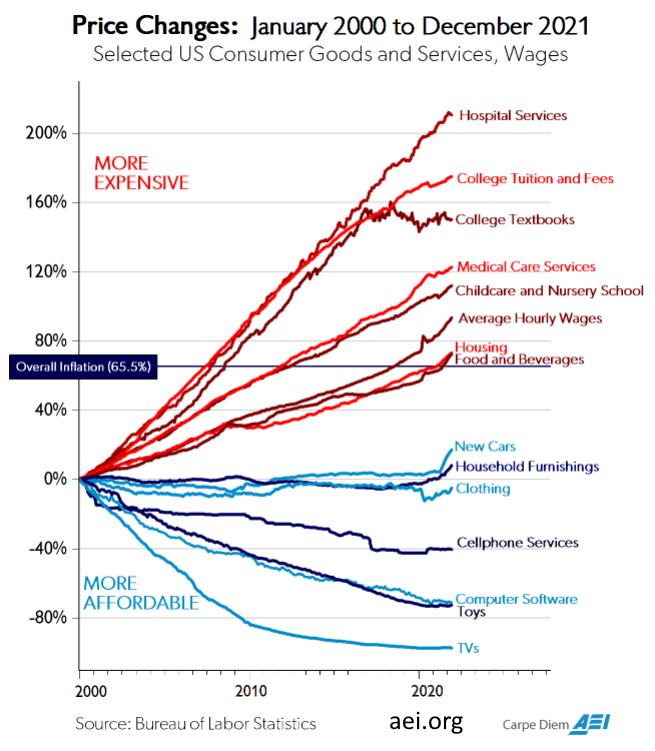 Price Changes: January 2000 to December 2021
Selected US Consumer Goods and Services, Wages
200%
160%
120%
80%
40%
0%
-40%
-80%
MORE
EXPENSIVE
Overall Inflation (65.5%)
MORE
AFFORDABLE
Hospital Services
College Tuition and Fees
College Textbooks
Medical Care Services
Childcare and Nursery School
Average Hourly Wages
Housing
Food and Beverages
New Cars
Household Furnishings
Clothing
Cellphone Services
Computer Software
Toys
TVs
2000
2010
2020
Source: Bureau of Labor Statistics
aei.org
Carpe Diem AEI